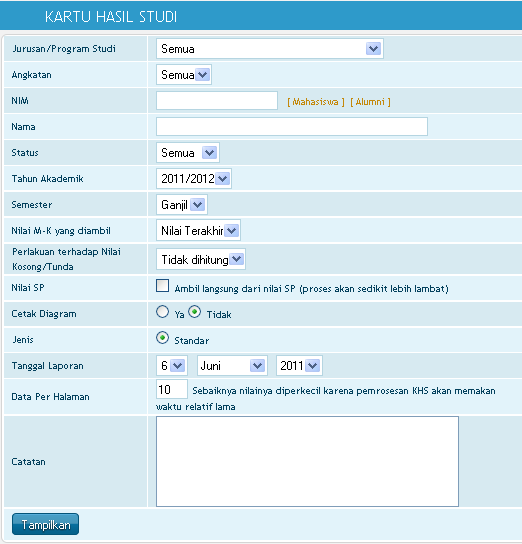 KARTU HASIL STUDI
Jurusan/Program Studi Semua
Angkatan Semua
NIM [ Mahasiswa ] [ Alumni ]
Nama
Status Semua
Tahun Akademik 2011/2012
Semester Ganjil
Nilai M-K yang diambil Nilai Terakhir
Perlakuan terhadap Nilai
Kosong/Tunda Tidak dihitung
Nilai SP Ambil langsung dari nilai SP (proses akan sedikit lebih lambat)
Cetak Diagram Ya Tidak
Jenis Standar
Tanggal Laporan 6 Juni 2011
Data Per Halaman 10 Sebaiknya nilainya diperkecil karena pemrosesan KHS akan memakan
waktu relatif lama
Catatan
Tampilkan